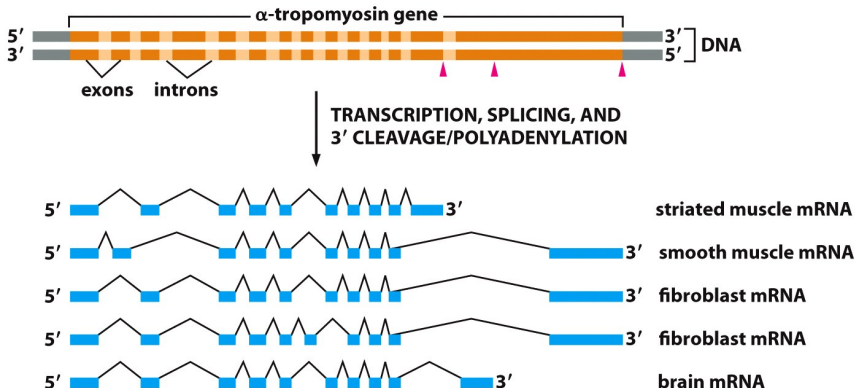 α-tropomyosin gene
5′ 3′
DNA
3′ 5′
exons introns
TRANSCRIPTION, SPLICING, AND
3′ CLEAVAGE/POLYADENYLATION
5′ 3′ striated muscle mRNA
5′ 3′ smooth muscle mRNA
5′ 3′ fibroblast mRNA
5′ 3′ fibroblast mRNA
5′ 3′ brain mRNA